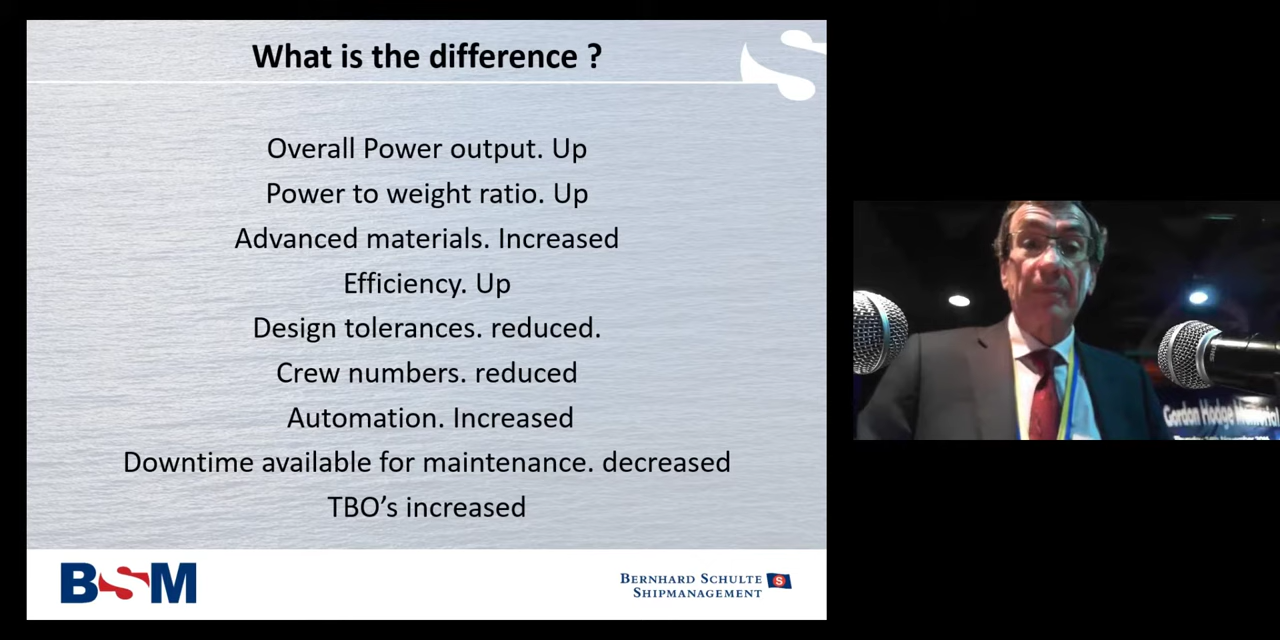 What is the difference ?
Overall Power output. Up
Power to weight ratio. Up
Advanced materials. Increased
Efficiency. Up
Design tolerances. reduced.
Crew numbers. reduced
Automation. Increased
Downtime available for maintenance. decreased
TBO’s increased
BSM
BERNHARD SCHULTE
S
SHIPMANAGEMENT
Gordon Hodge Memorial